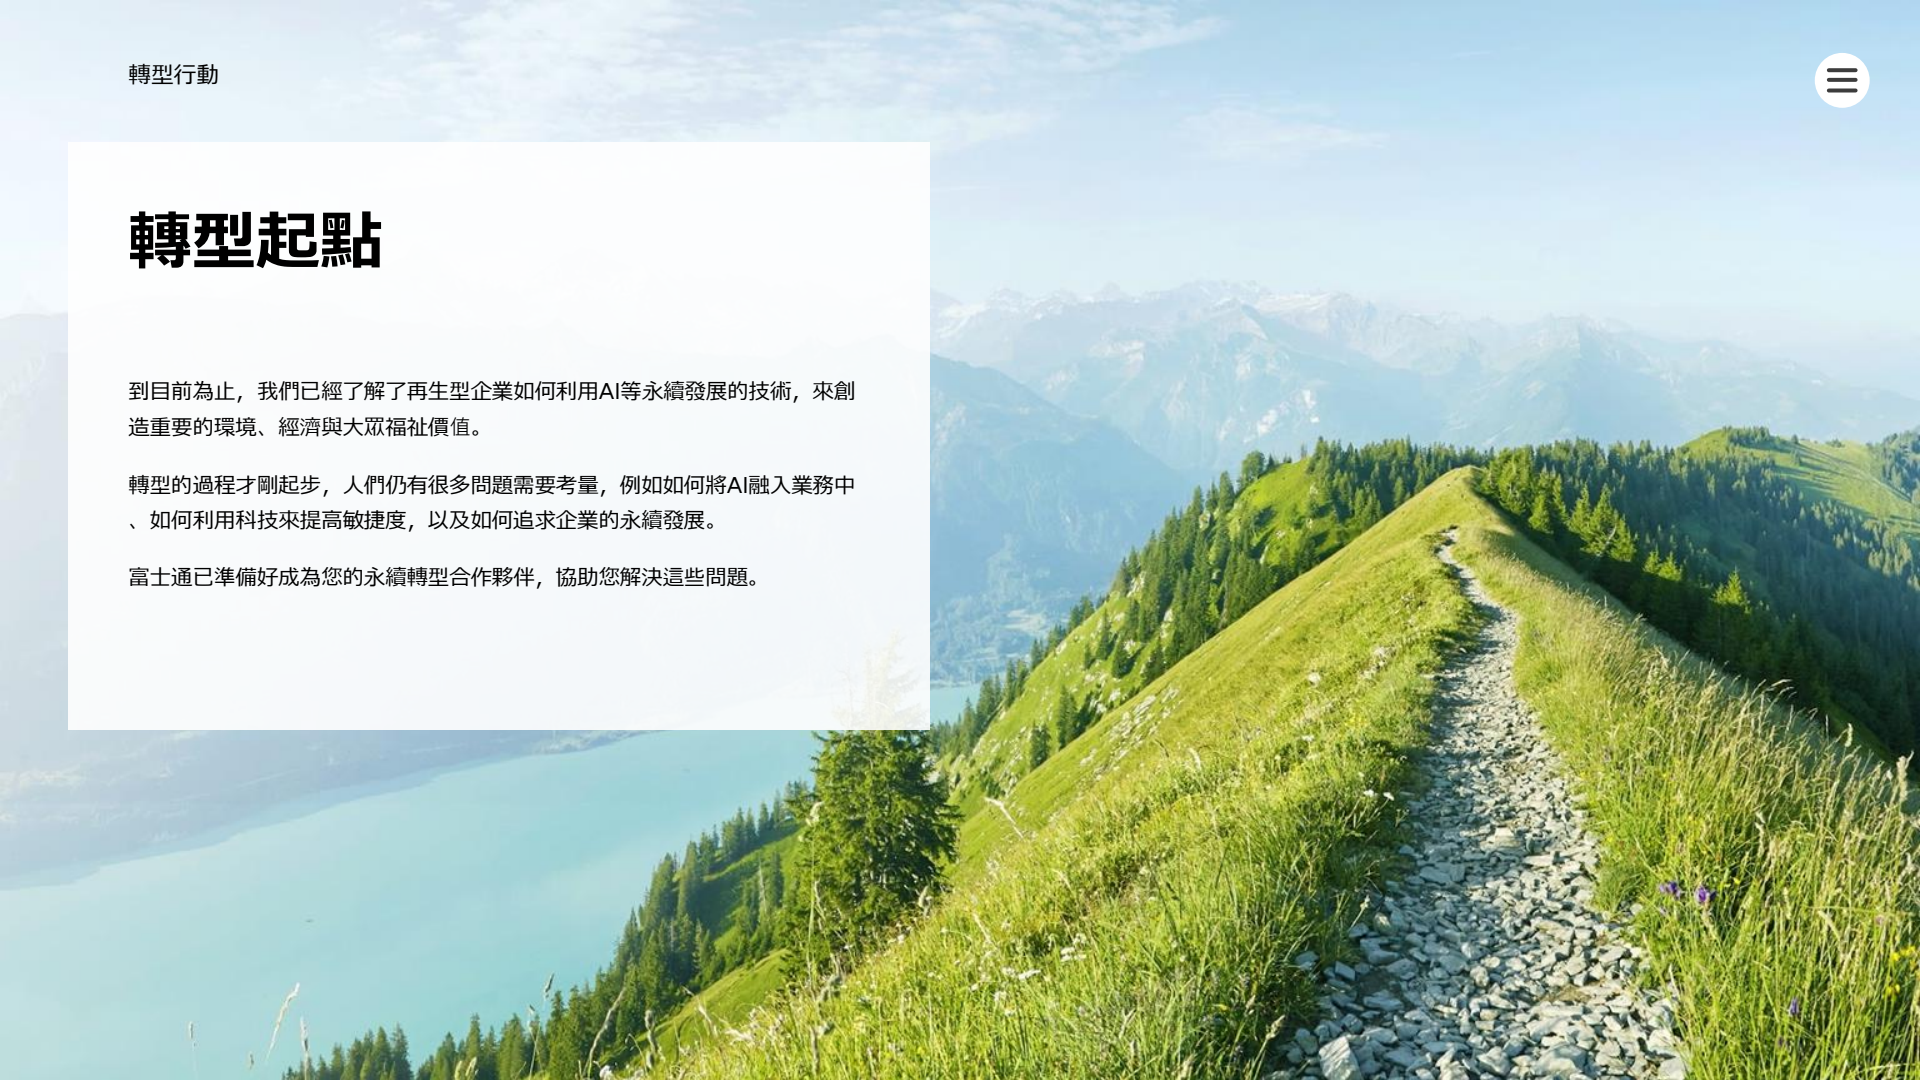 轉型行動
轉型起點
到目前為止，我們已經了解了再生型企業如何利用AI等永續發展的技術，來創
造重要的環境、經濟與大眾福祉價值。
轉型的過程才剛起步，人們仍有很多問題需要考量，例如如何將AI融入業務中
、如何利用科技來提高敏捷度，以及如何追求企業的永續發展。
富士通已準備好成為您的永續轉型合作夥伴，協助您解決這些問題。